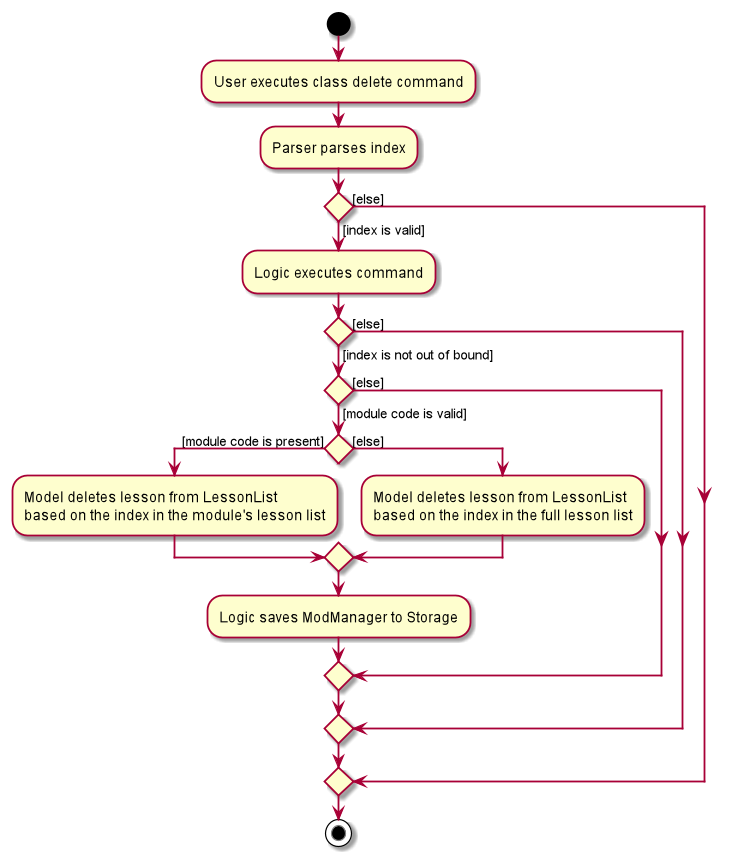 User executes class delete command
Parser parses index
[else]
[index is valid]
Logic executes command
[else]
[index is not out of bound]
[else]
[module code is valid]
[module code is present]
[else]
Model deletes lesson from LessonList
based on the index in the module's lesson list
Model deletes lesson from LessonList
based on the index in the full lesson list
Logic saves ModManager to Storage